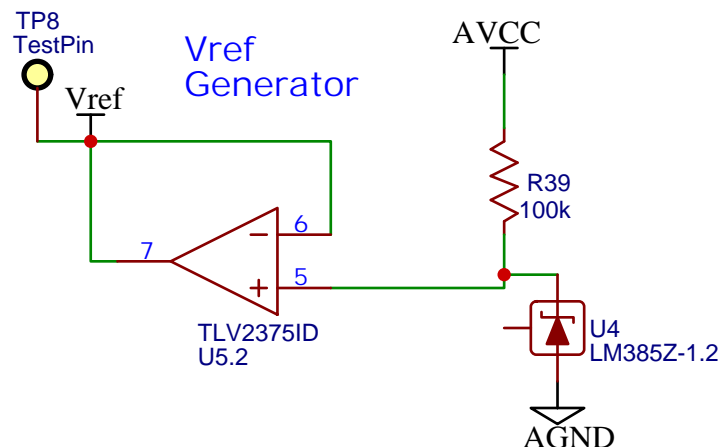 TP8
TestPin
Vref
Generator
AVCC
Vref
R39
100k
6
7
5
TLV2375ID
U5.2
U4
LM385Z-1.2
AGND